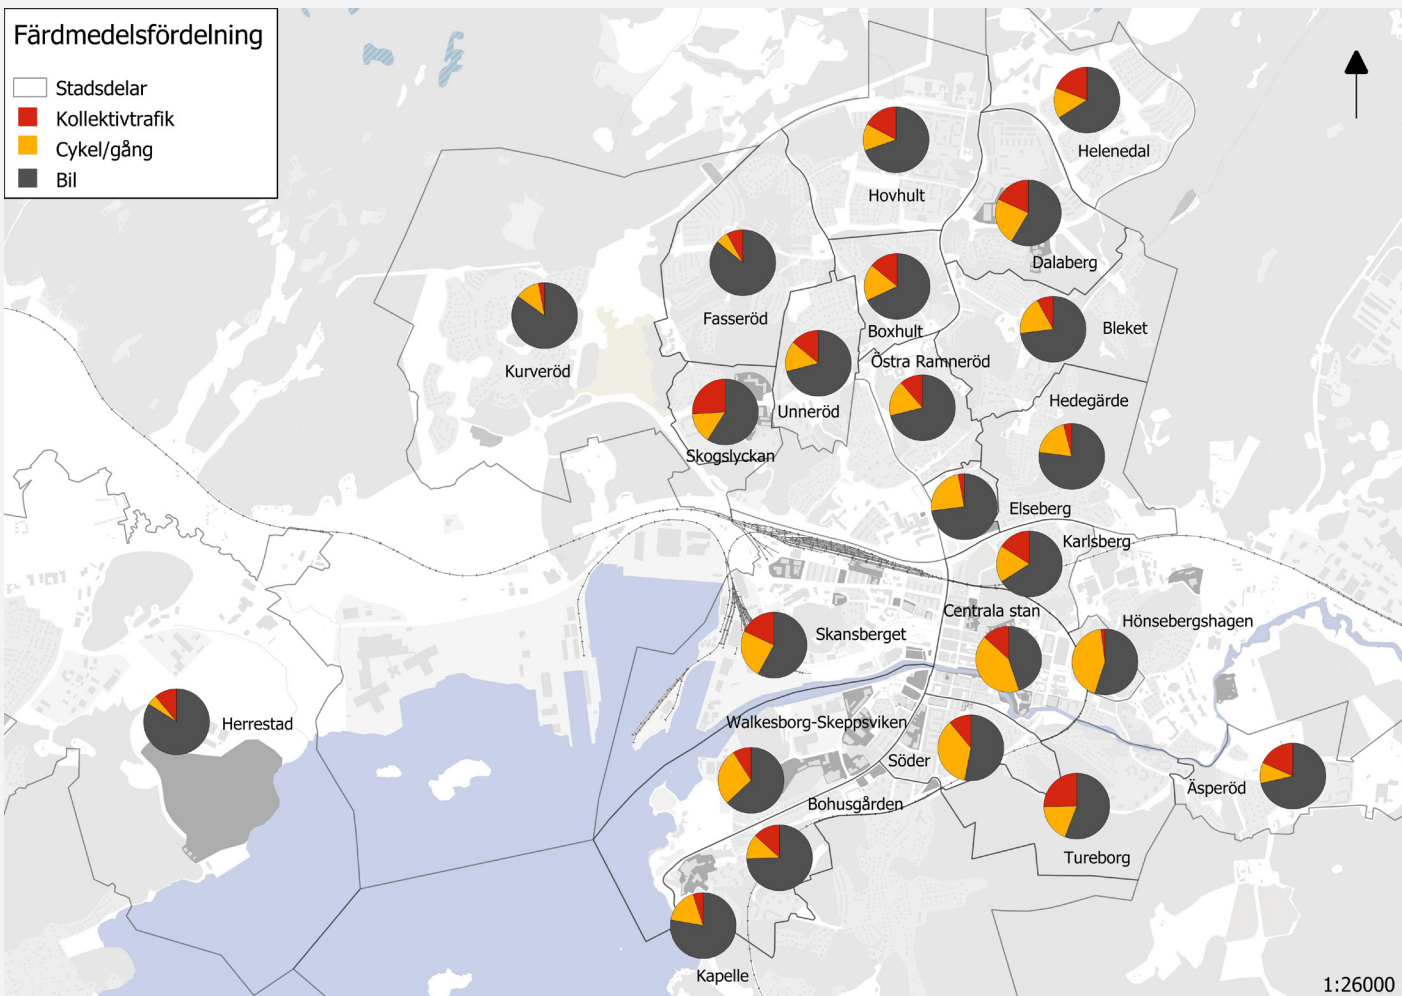 Färdmedelsfördelning
Stadsdelar
Kollektivtrafik
Cykel/gång
Bil
Helenedal
Hovhult
Dalaberg
Fasseröd
Boxhult
Bleket
Kurveröd
Östra Ramneröd
Unneröd
Hedegärde
Skogslyckan
Elseberg
Karlsberg
Centrala stan
Hönsebergshagen
Skansberget
Herrestad
Walkesborg-Skeppsviken
Söder
Äsperöd
Bohusgården
Tureborg
Kapelle
1:26000